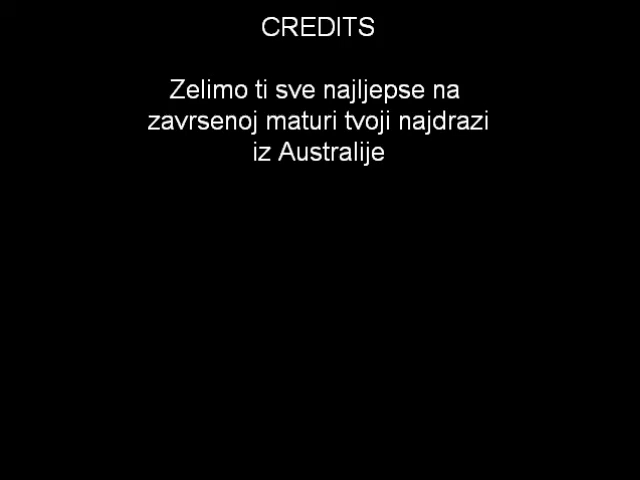 CREDITS
Zelimo ti sve najljepse na
zavrsenoj maturi tvoji najdrazi
iz Australije